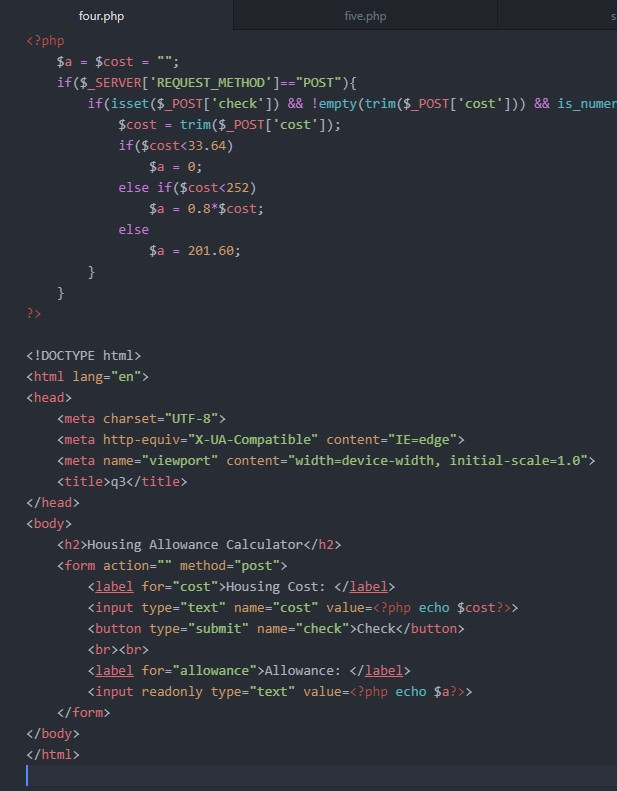 four.php five.php s
<?php
    $a = $cost = "";
    if($_SERVER['REQUEST_METHOD']=="POST"){
        if(isset($_POST['check']) && !empty(trim($_POST['cost'])) && is_numer
            $cost = trim($_POST['cost']);
            if($cost<33.64)
                $a = 0;
            else if($cost<252)
                $a = 0.8*$cost;
            else
                $a = 201.60;
        }
    }
?>

<!DOCTYPE html>
<html lang="en">
<head>
    <meta charset="UTF-8">
    <meta http-equiv="X-UA-Compatible" content="IE=edge">
    <meta name="viewport" content="width=device-width, initial-scale=1.0">
    <title>q3</title>
</head>
<body>
    <h2>Housing Allowance Calculator</h2>
    <form action="" method="post">
        <label for="cost">Housing Cost: </label>
        <input type="text" name="cost" value=<?php echo $cost?>>
        <button type="submit" name="check">Check</button>
        <br><br>
        <label for="allowance">Allowance: </label>
        <input readonly type="text" value=<?php echo $a?>>
    </form>
</body>
</html>